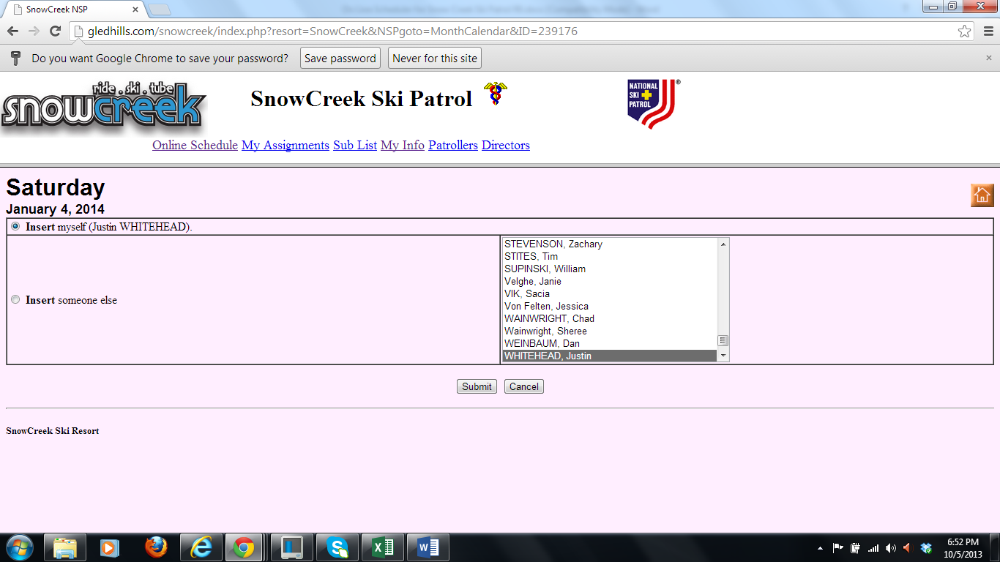 SnowCreek NSP
gledhills.com/snowcreek/index.php?resort=SnowCreek&NSPgoto=MonthCalendar&ID=239176
Do you want Google Chrome to save your password? Save password Never for this site
ride.ski.tube
snowcreek
SnowCreek Ski Patrol
NATIONAL
SKI
PATROL
®
Online Schedule My Assignments Sub List My Info Patrollers Directors
Saturday
January 4, 2014
Insert myself (Justin WHITEHEAD).
Insert someone else
STEVENSON, Zachary
STITES, Tim
SUPINSKI, William
Velghe, Janie
VIK, Sacia
Von Felten, Jessica
WAINWRIGHT, Chad
Wainwright, Sheree
WEINBAUM, Dan
WHITEHEAD, Justin
Submit Cancel
SnowCreek Ski Resort
6:52 PM
10/5/2013